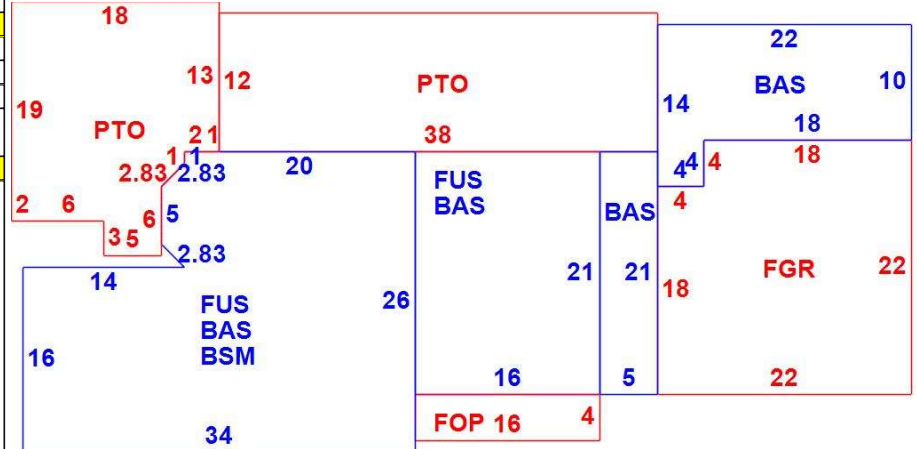 18
22
13 12 PTO BAS 10
14
19
PTO 2 1 38 18
1 1 20 4 4 4 18
2.83 2.83 FUS
2 6 6 5 BAS BAS 4
3 5
2.83 21 21 FGR 22
14 18
FUS 26
BAS
16 BSM
16 5 22
FOP 16 4
34